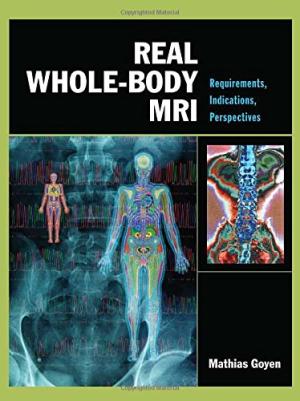 REAL
WHOLE-BODY
MRI
Requirements,
Indications,
Perspectives
Mathias Goyen